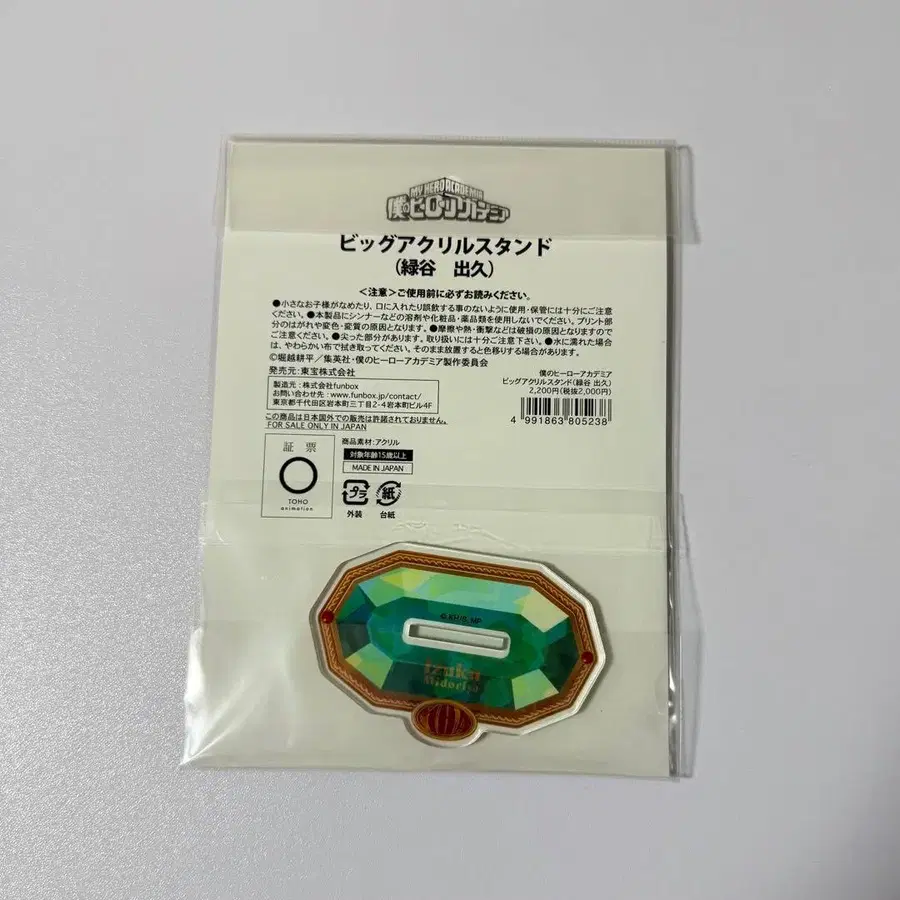 MY HERO ACADEMIA
僕のヒーローアカデミア
ビッグアクリルスタンド
(緑谷 出久)
<注意>ご使用前に必ずお読みください。
●小さなお子様がなめたり、口に入れたり誤飲する事のないように使用・保管には十分にご注意
ください。●本製品にシンナーなどの溶剤や化粧品・薬品類を使用しないでください。プリント部
分のはがれや変色・変質の原因となります。●摩擦や熱・衝撃などは破損の原因となりますので
ご注意ください。●尖った部分があります。取り扱いには十分ご注意下さい。●水に濡れた場合
は、やわらかい布で拭き取ってください。そのまま放置すると色移りする場合があります。
©堀越耕平/集英社・僕のヒーローアカデミア製作委員会
発売元:東宝株式会社
製造元:株式会社funbox
お問い合わせ先:www.funbox.jp/contact/
東京都千代田区岩本町三丁目2-4岩本町ビル4F
この商品は日本国外での販売は許諾されておりません。
FOR SALE ONLY IN JAPAN
僕のヒーローアカデミア
ビッグアクリルスタンド(緑谷 出久)
2,200円(税抜2,000円)
4 991863 805238
証票
TOHO
animation
商品素材:アクリル
対象年齢15歳以上
MADE IN JAPAN
プラ
外装
紙
台紙
©KH/S, MP
Izuku
Midoriya